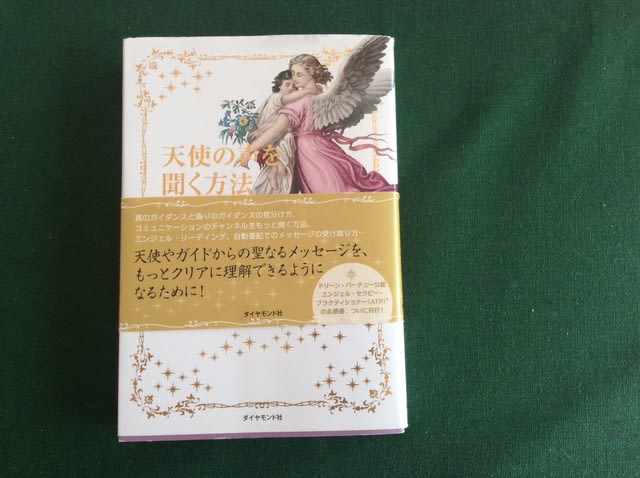 天使の声を
聞く方法
真のガイダンスと偽りのガイダンスの見分け方、
コミュニケーションのチャンネルをもっと開く方法、
エンジェル・リーディング、自動書記でのメッセージの受け取り方…
天使やガイドからの聖なるメッセージを、
もっとクリアに理解できるように
なるために!
ドリーン・バーチュー公認
エンジェル・セラピー・
プラクティショナー(ATP)®
の必読書、ついに刊行!
ダイヤモンド社
ダイヤモンド社